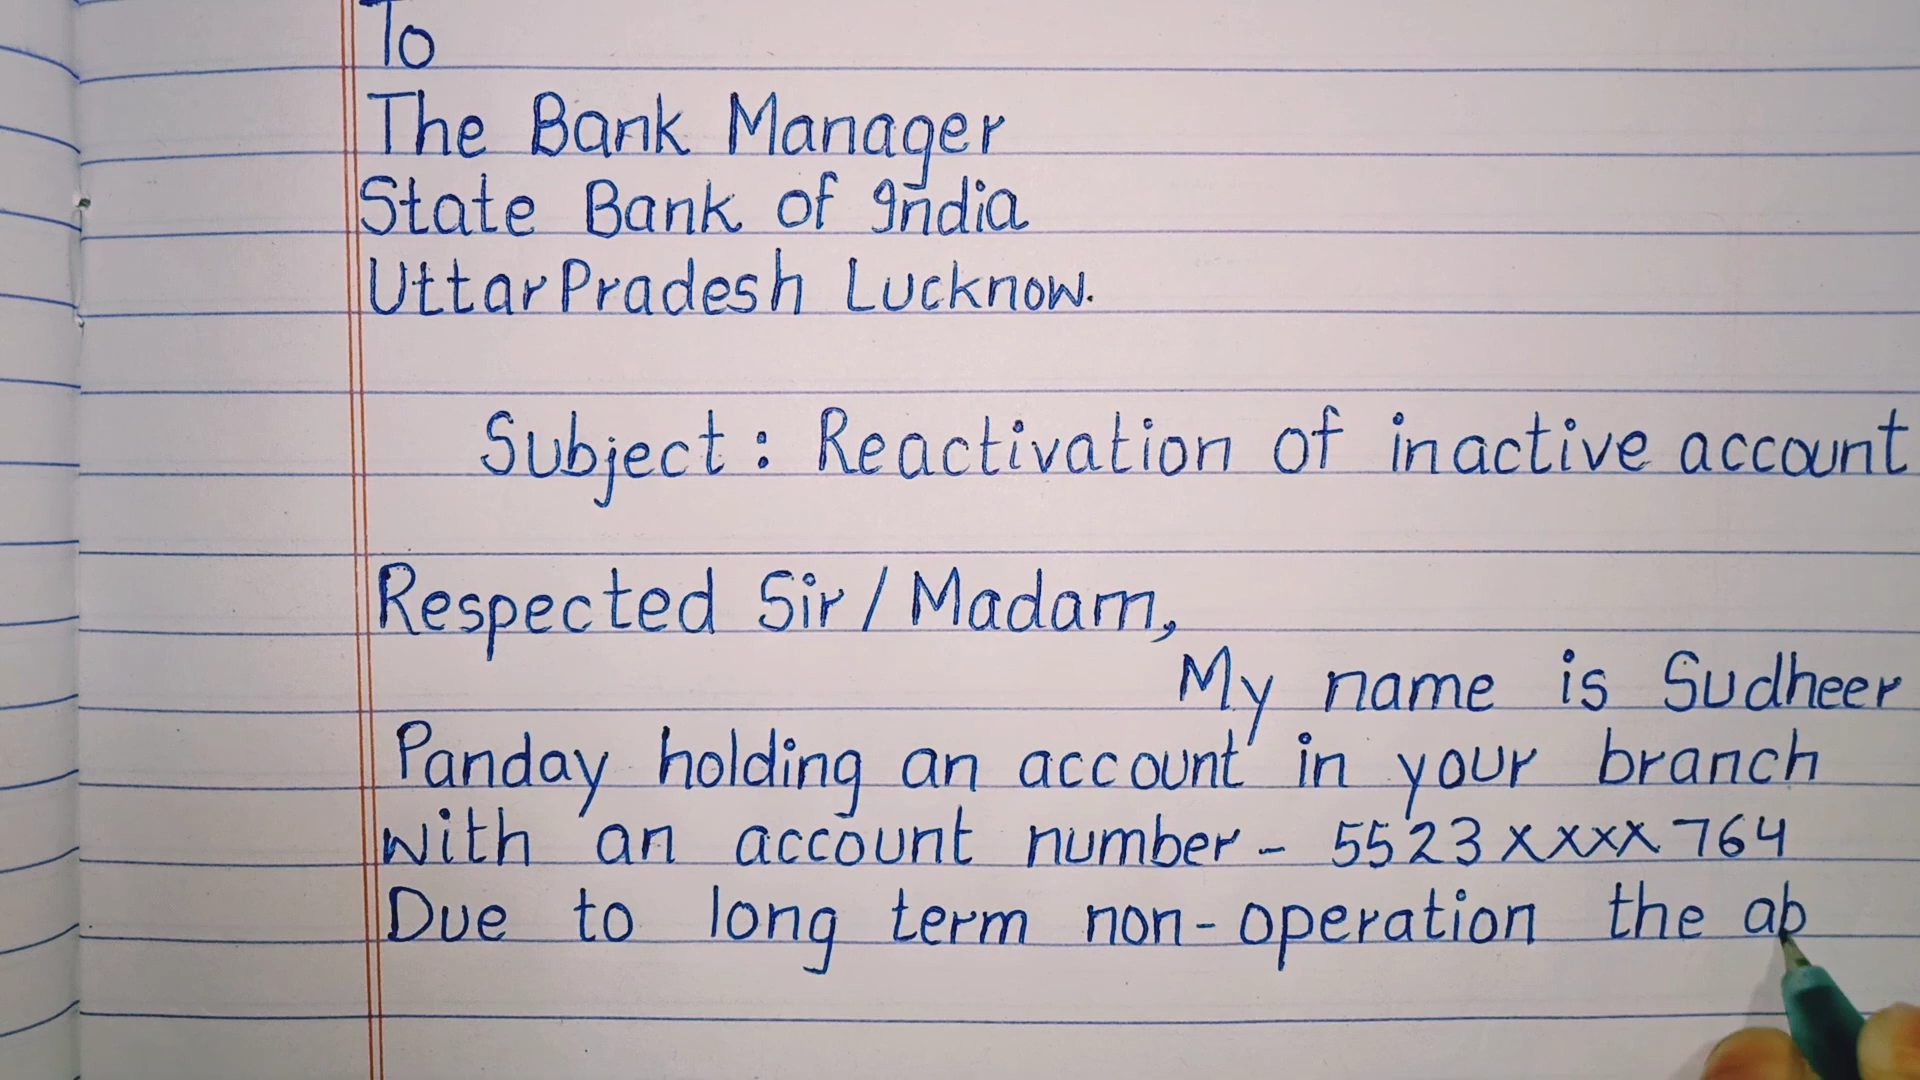 To
The Bank Manager
State Bank of India
Uttar Pradesh Lucknow.
Subject : Reactivation of inactive account
Respected Sir / Madam,
My name is Sudheer
Panday holding an account in your branch
with an account number - 5523xxxx764
Due to long term non-operation the ab